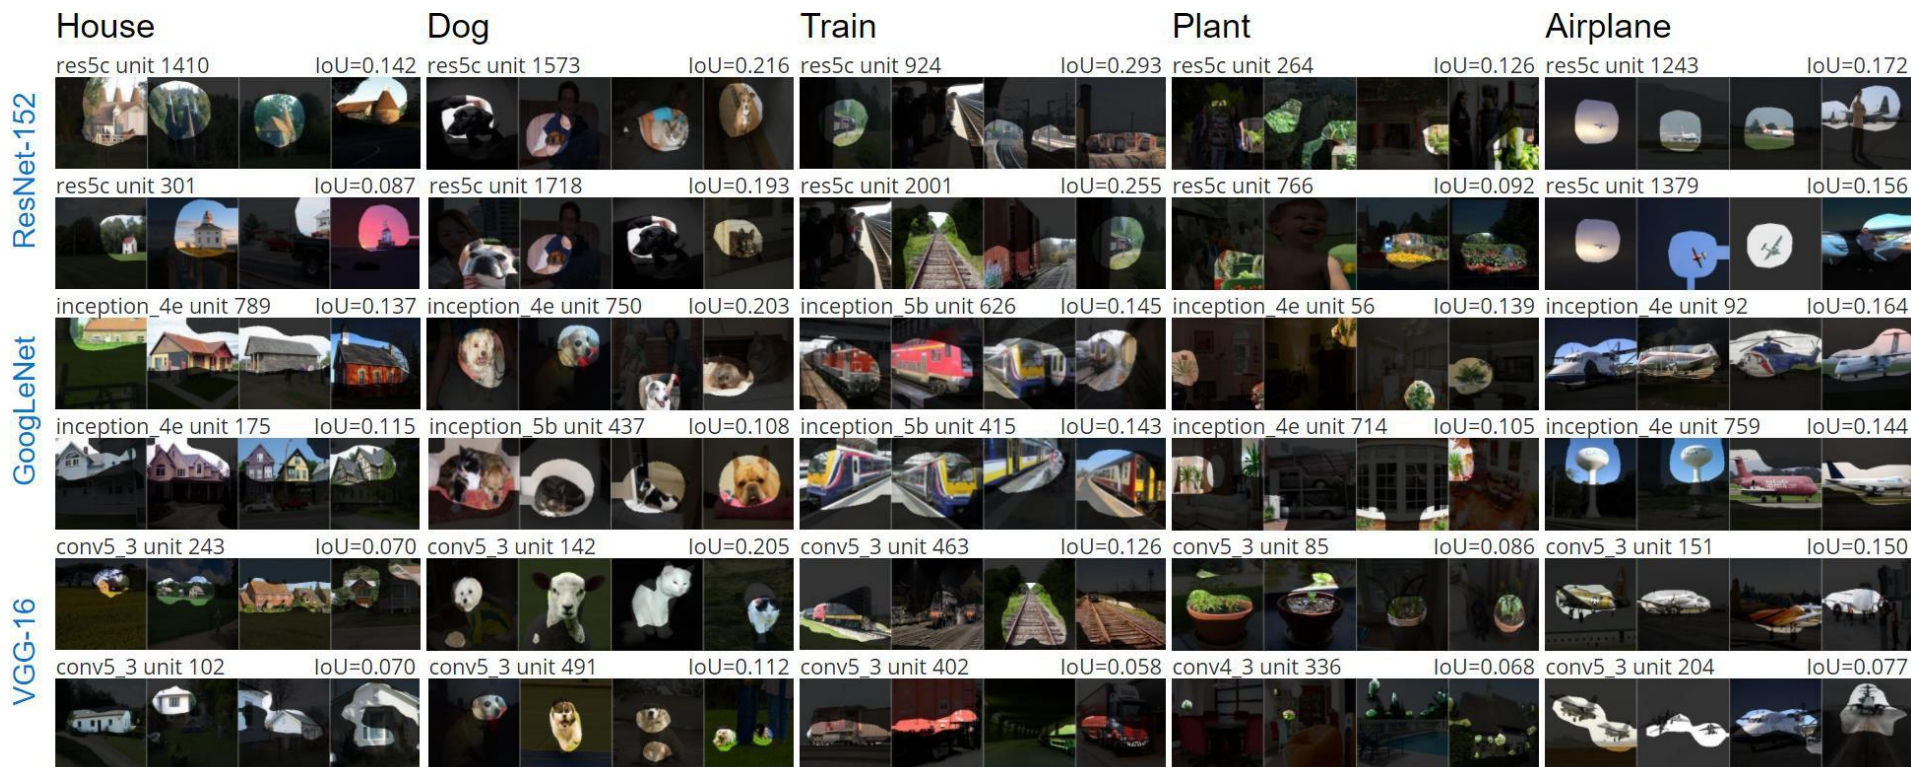 House Dog Train Plant Airplane
ResNet-152
res5c unit 1410 IoU=0.142 res5c unit 1573 IoU=0.216 res5c unit 924 IoU=0.293 res5c unit 264 IoU=0.126 res5c unit 1243 IoU=0.172
res5c unit 301 IoU=0.087 res5c unit 1718 IoU=0.193 res5c unit 2001 IoU=0.255 res5c unit 766 IoU=0.092 res5c unit 1379 IoU=0.156
GoogLeNet
inception_4e unit 789 IoU=0.137 inception_4e unit 750 IoU=0.203 inception_5b unit 626 IoU=0.145 inception_4e unit 56 IoU=0.139 inception_4e unit 92 IoU=0.164
inception_4e unit 175 IoU=0.115 inception_5b unit 437 IoU=0.108 inception_5b unit 415 IoU=0.143 inception_4e unit 714 IoU=0.105 inception_4e unit 759 IoU=0.144
VGG-16
conv5_3 unit 243 IoU=0.070 conv5_3 unit 142 IoU=0.205 conv5_3 unit 463 IoU=0.126 conv5_3 unit 85 IoU=0.086 conv5_3 unit 151 IoU=0.150
conv5_3 unit 102 IoU=0.070 conv5_3 unit 491 IoU=0.112 conv5_3 unit 402 IoU=0.058 conv4_3 unit 336 IoU=0.068 conv5_3 unit 204 IoU=0.077